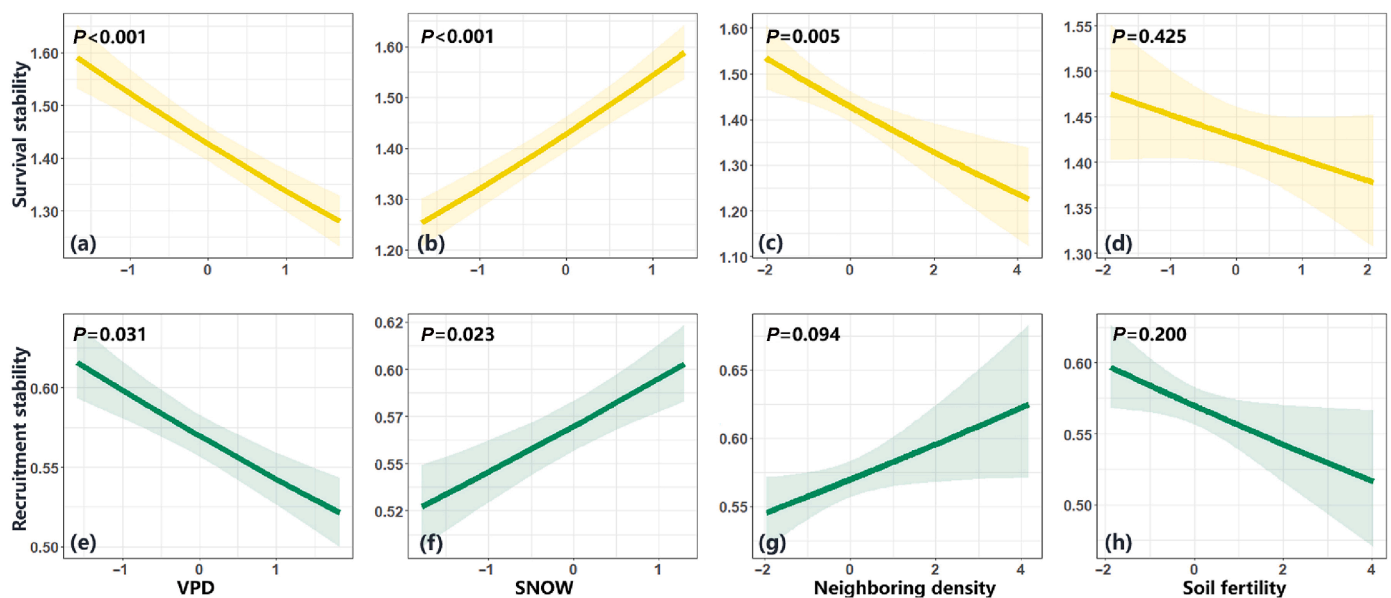 Survival stability
P<0.001
1.60
1.50
1.40
1.30
(a)
−1
0
1
P<0.001
1.60
1.50
1.40
1.30
1.20
(b)
−1
0
1
P=0.005
1.60
1.50
1.40
1.30
1.20
1.10
(c)
−2
0
2
4
P=0.425
1.55
1.50
1.45
1.40
1.35
1.30
(d)
−2
−1
0
1
2
Recruitment stability
P=0.031
0.60
0.55
0.50
(e)
−1
0
1
VPD
P=0.023
0.62
0.60
0.57
0.55
0.52
(f)
−1
0
1
SNOW
P=0.094
0.65
0.60
0.55
(g)
−2
0
2
4
Neighboring density
P=0.200
0.60
0.55
0.50
(h)
−2
0
2
4
Soil fertility